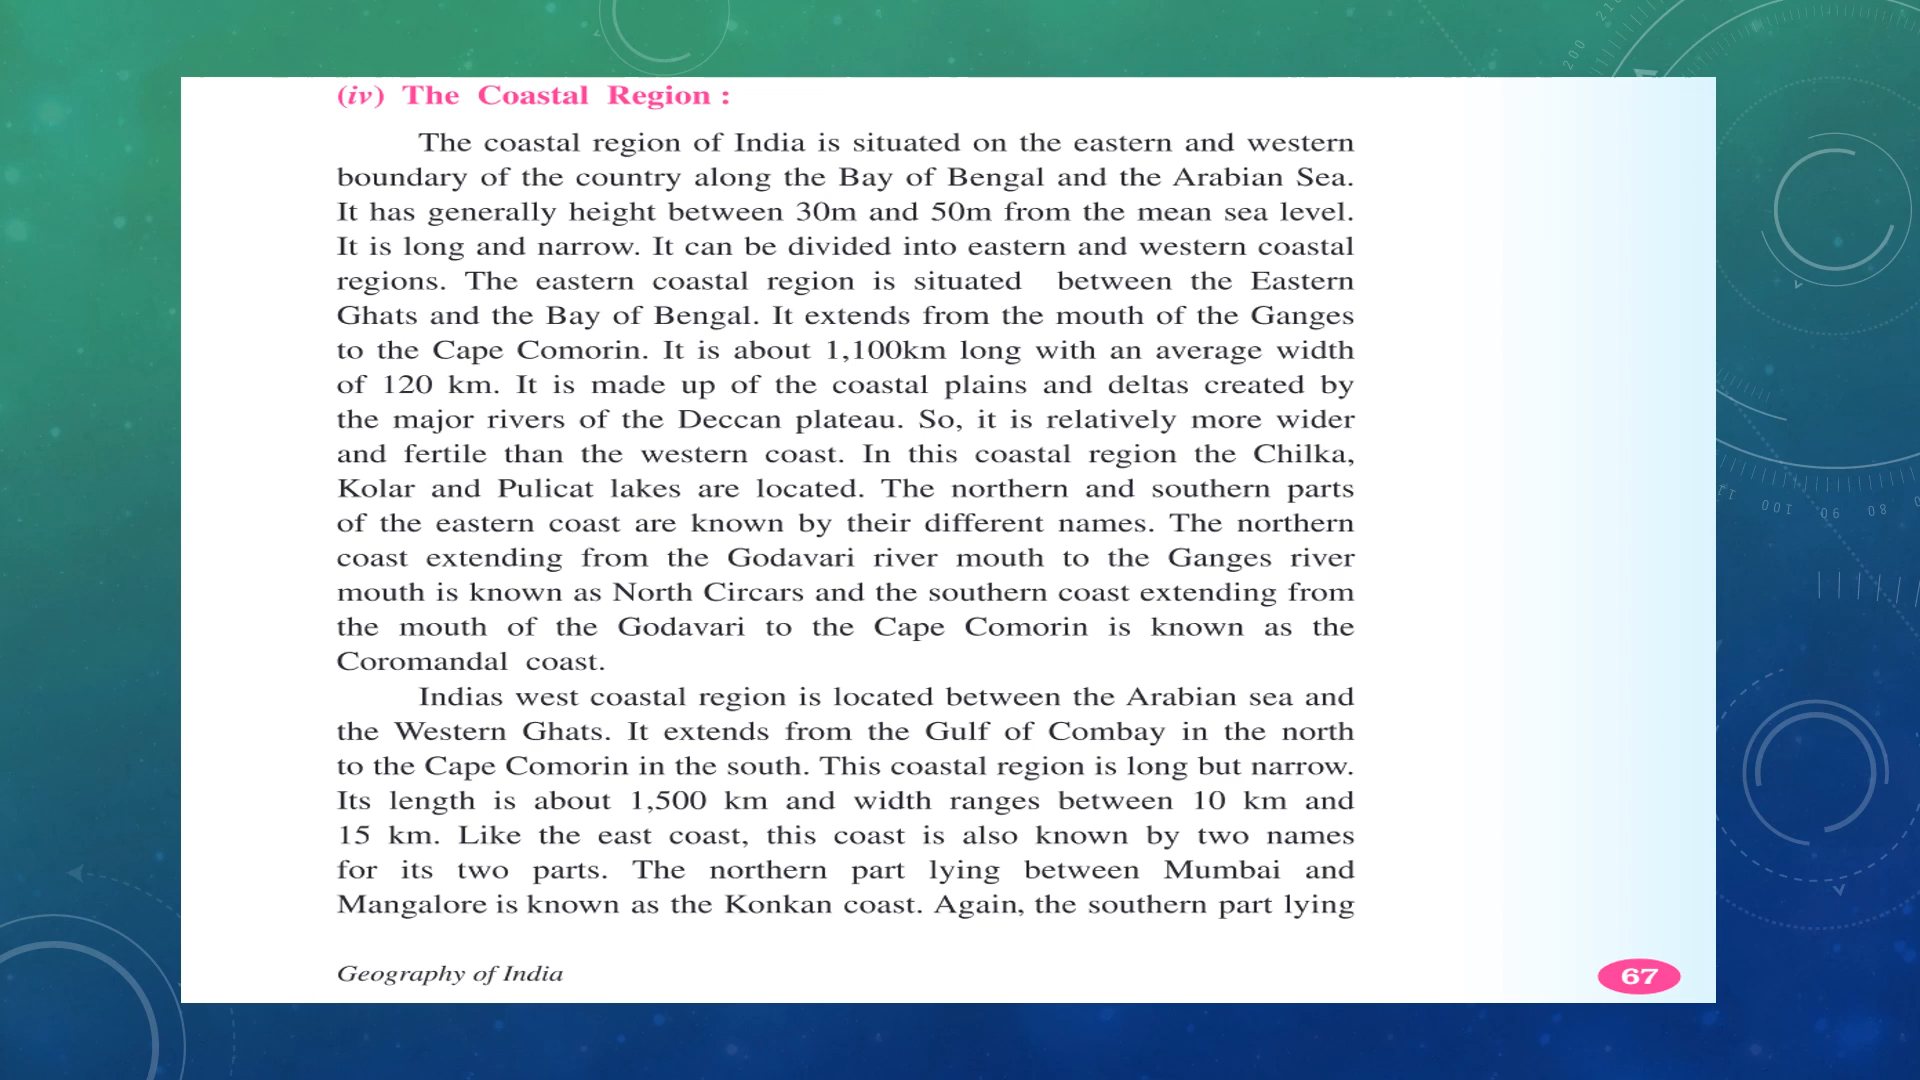 (iv) The Coastal Region :
The coastal region of India is situated on the eastern and western
boundary of the country along the Bay of Bengal and the Arabian Sea.
It has generally height between 30m and 50m from the mean sea level.
It is long and narrow. It can be divided into eastern and western coastal
regions. The eastern coastal region is situated between the Eastern
Ghats and the Bay of Bengal. It extends from the mouth of the Ganges
to the Cape Comorin. It is about 1,100km long with an average width
of 120 km. It is made up of the coastal plains and deltas created by
the major rivers of the Deccan plateau. So, it is relatively more wider
and fertile than the western coast. In this coastal region the Chilka,
Kolar and Pulicat lakes are located. The northern and southern parts
of the eastern coast are known by their different names. The northern
coast extending from the Godavari river mouth to the Ganges river
mouth is known as North Circars and the southern coast extending from
the mouth of the Godavari to the Cape Comorin is known as the
Coromandal coast.
Indias west coastal region is located between the Arabian sea and
the Western Ghats. It extends from the Gulf of Combay in the north
to the Cape Comorin in the south. This coastal region is long but narrow.
Its length is about 1,500 km and width ranges between 10 km and
15 km. Like the east coast, this coast is also known by two names
for its two parts. The northern part lying between Mumbai and
Mangalore is known as the Konkan coast. Again, the southern part lying
Geography of India
67
200
100
90
80